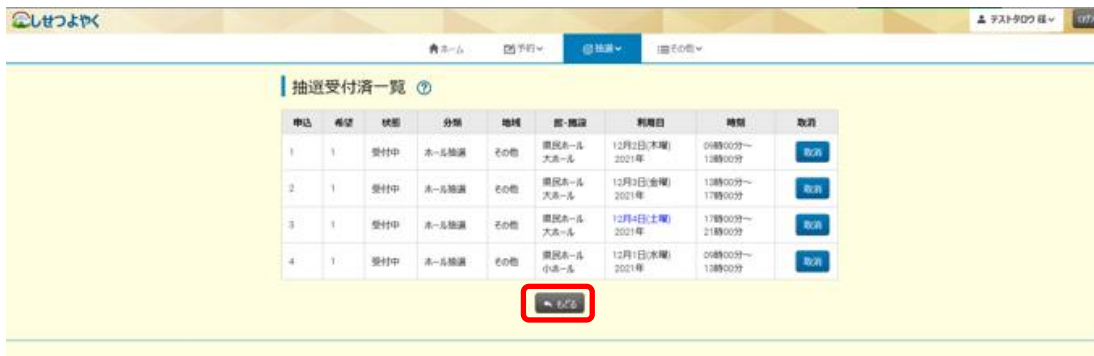 しせつよやく
テストタロウ 様
ホーム 予約 抽選 その他
抽選受付済一覧 ?
申込 希望 状態 分類 地域 館・施設 利用日 時刻 取消
1 1 受付中 ホール抽選 その他 県民ホール 12月2日(木曜) 09時00分～ 取消
大ホール 2021年 13時00分
2 1 受付中 ホール抽選 その他 県民ホール 12月3日(金曜) 13時00分～ 取消
大ホール 2021年 17時00分
3 1 受付中 ホール抽選 その他 県民ホール 12月4日(土曜) 17時00分～ 取消
大ホール 2021年 21時00分
4 1 受付中 ホール抽選 その他 県民ホール 12月1日(水曜) 09時00分～ 取消
小ホール 2021年 13時00分
もどる